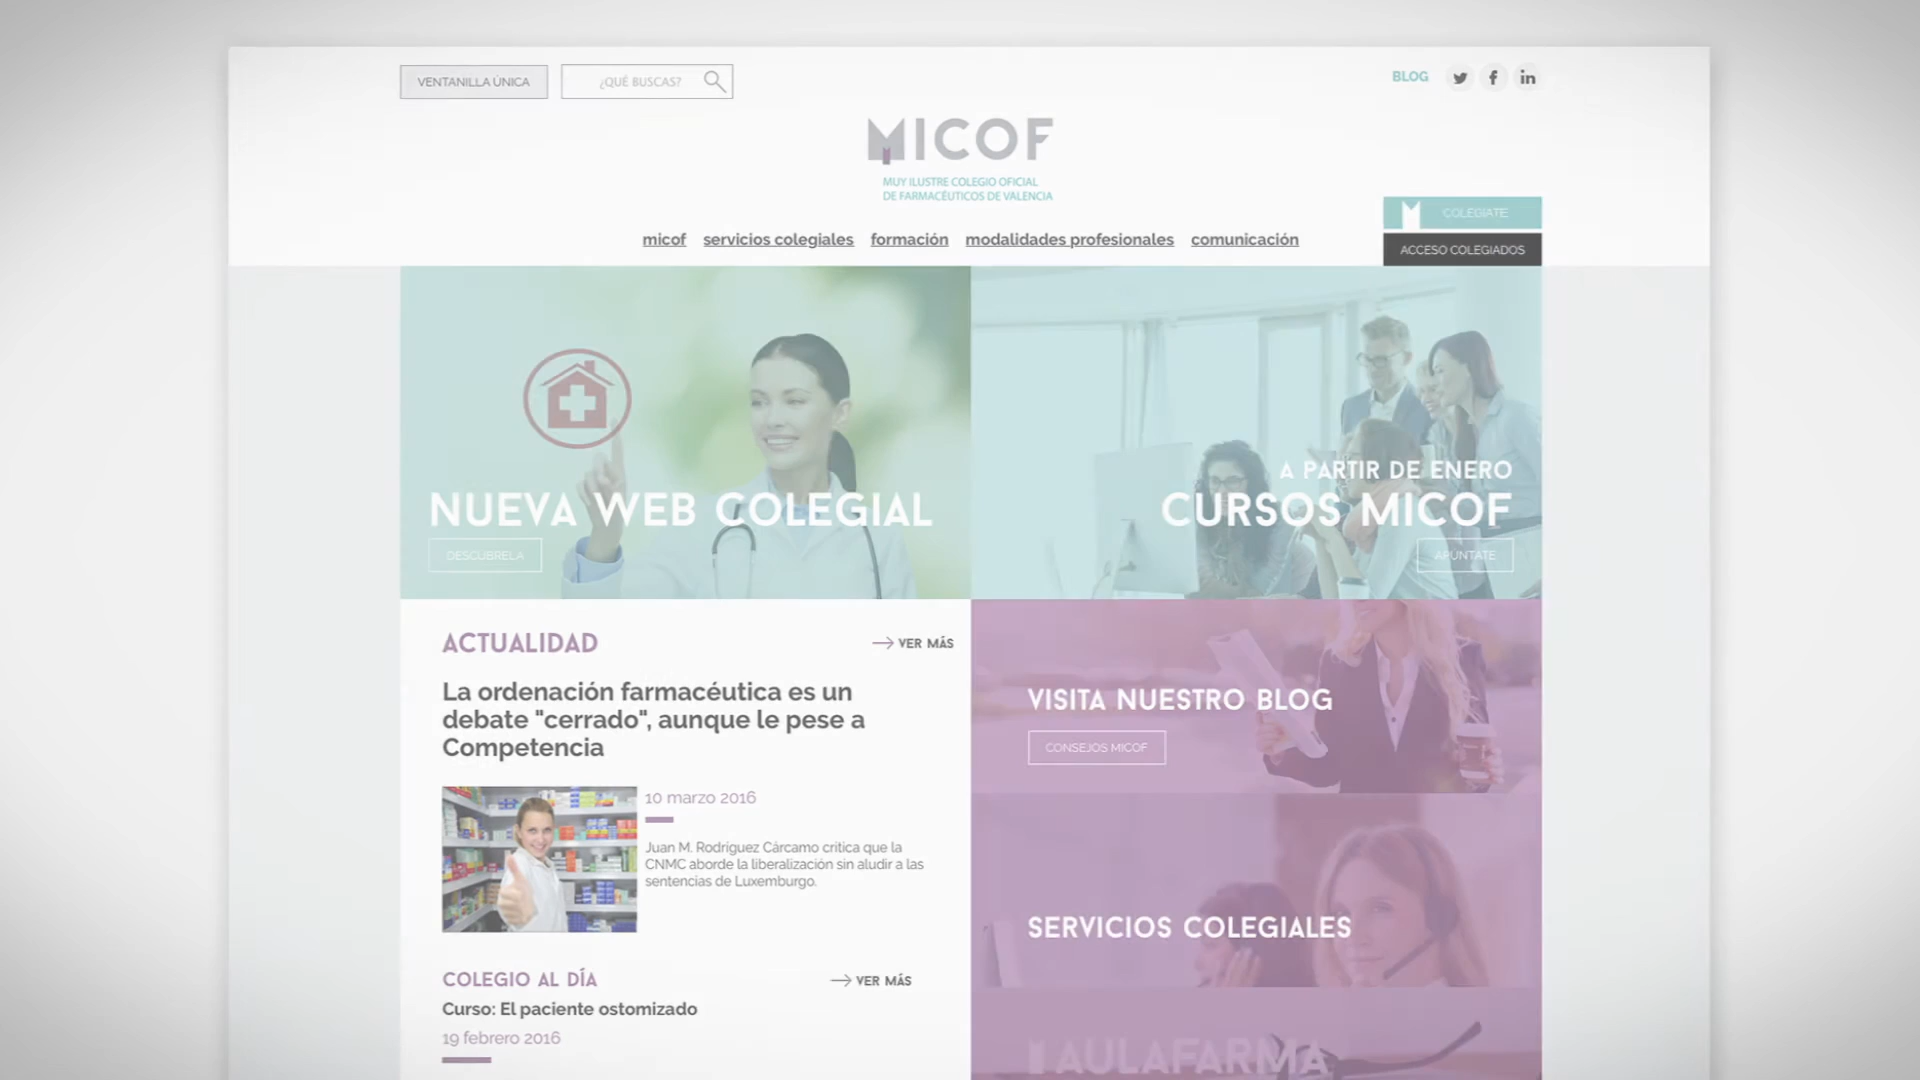 VENTANILLA ÚNICA
¿QUÉ BUSCAS?
BLOG
MICOF
MUY ILUSTRE COLEGIO OFICIAL
DE FARMACÉUTICOS DE VALENCIA
COLEGIATE
ACCESO COLEGIADOS
micof servicios colegiales formación modalidades profesionales comunicación
NUEVA WEB COLEGIAL
DESCÚBRELA
A PARTIR DE ENERO
CURSOS MICOF
APÚNTATE
ACTUALIDAD
VER MÁS
La ordenación farmacéutica es un
debate "cerrado", aunque le pese a
Competencia
10 marzo 2016
Juan M. Rodríguez Cárcamo critica que la
CNMC aborde la liberalización sin aludir a las
sentencias de Luxemburgo.
COLEGIO AL DÍA
VER MÁS
Curso: El paciente ostomizado
19 febrero 2016
VISITA NUESTRO BLOG
CONSEJOS MICOF
SERVICIOS COLEGIALES
AULAFARMA